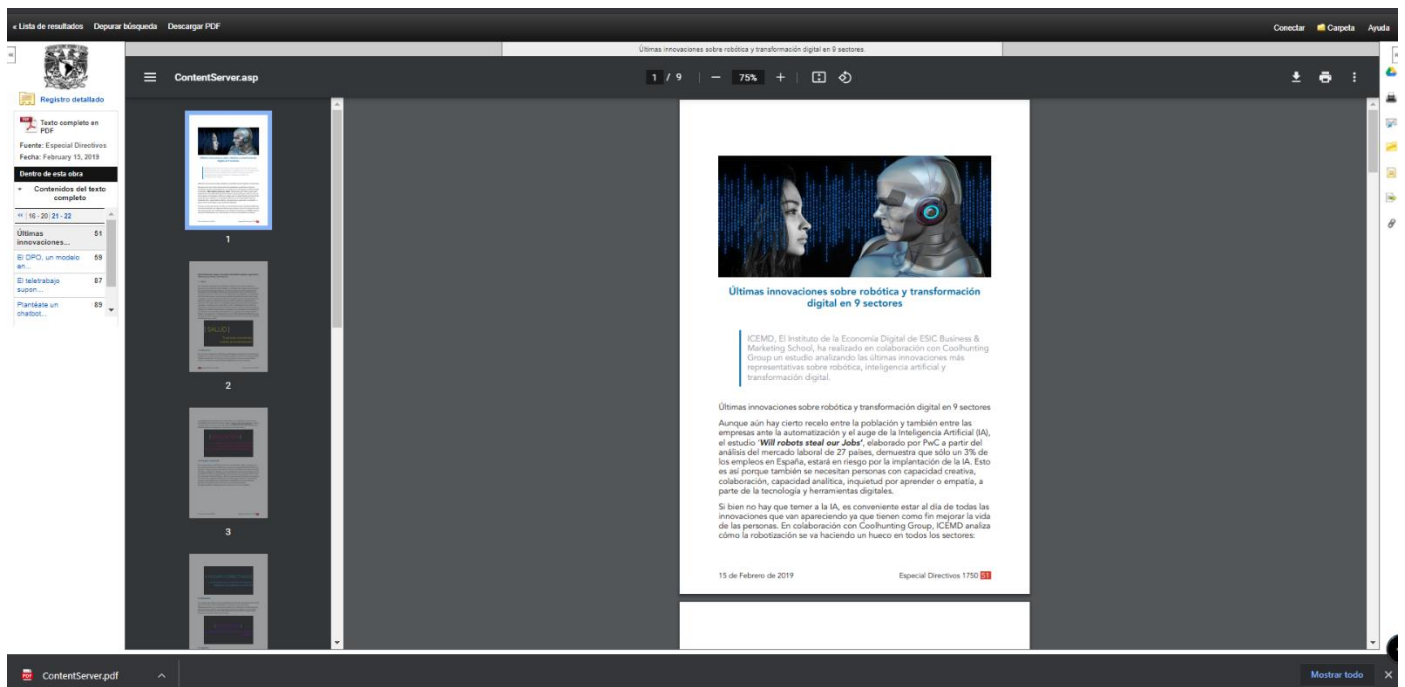 « Lista de resultados Depurar búsqueda Descargar PDF
Conectar Carpeta Ayuda
Últimas innovaciones sobre robótica y transformación digital en 9 sectores.
ContentServer.asp
1 / 9 — 75% +
Registro detallado
Texto completo en
PDF
Fuente: Especial Directivos
Fecha: February 15, 2019
Dentro de esta obra
Contenidos del texto
completo
‹‹ | 16 - 20 | 21 - 22
Últimas 51
innovaciones...
El DPO, un modelo 59
en...
El teletrabajo 87
supon...
Plantéate un 89
chatbot...
1
[SALUD]
2
3
Últimas innovaciones sobre robótica y transformación
digital en 9 sectores
ICEMD, El Instituto de la Economía Digital de ESIC Business &
Marketing School, ha realizado en colaboración con Coolhunting
Group un estudio analizando las últimas innovaciones más
representativas sobre robótica, inteligencia artificial y
transformación digital.
Últimas innovaciones sobre robótica y transformación digital en 9 sectores
Aunque aún hay cierto recelo entre la población y también entre las
empresas ante la automatización y el auge de la Inteligencia Artificial (IA),
el estudio 'Will robots steal our Jobs', elaborado por PwC a partir del
análisis del mercado laboral de 27 países, demuestra que sólo un 3% de
los empleos en España, estará en riesgo por la implantación de la IA. Esto
es así porque también se necesitan personas con capacidad creativa,
colaboración, capacidad analítica, inquietud por aprender o empatía, a
parte de la tecnología y herramientas digitales.
Si bien no hay que temer a la IA, es conveniente estar al día de todas las
innovaciones que van apareciendo ya que tienen como fin mejorar la vida
de las personas. En colaboración con Coolhunting Group, ICEMD analiza
cómo la robotización se va haciendo un hueco en todos los sectores:
15 de Febrero de 2019 Especial Directivos 1750 51
ContentServer.pdf
Mostrar todo